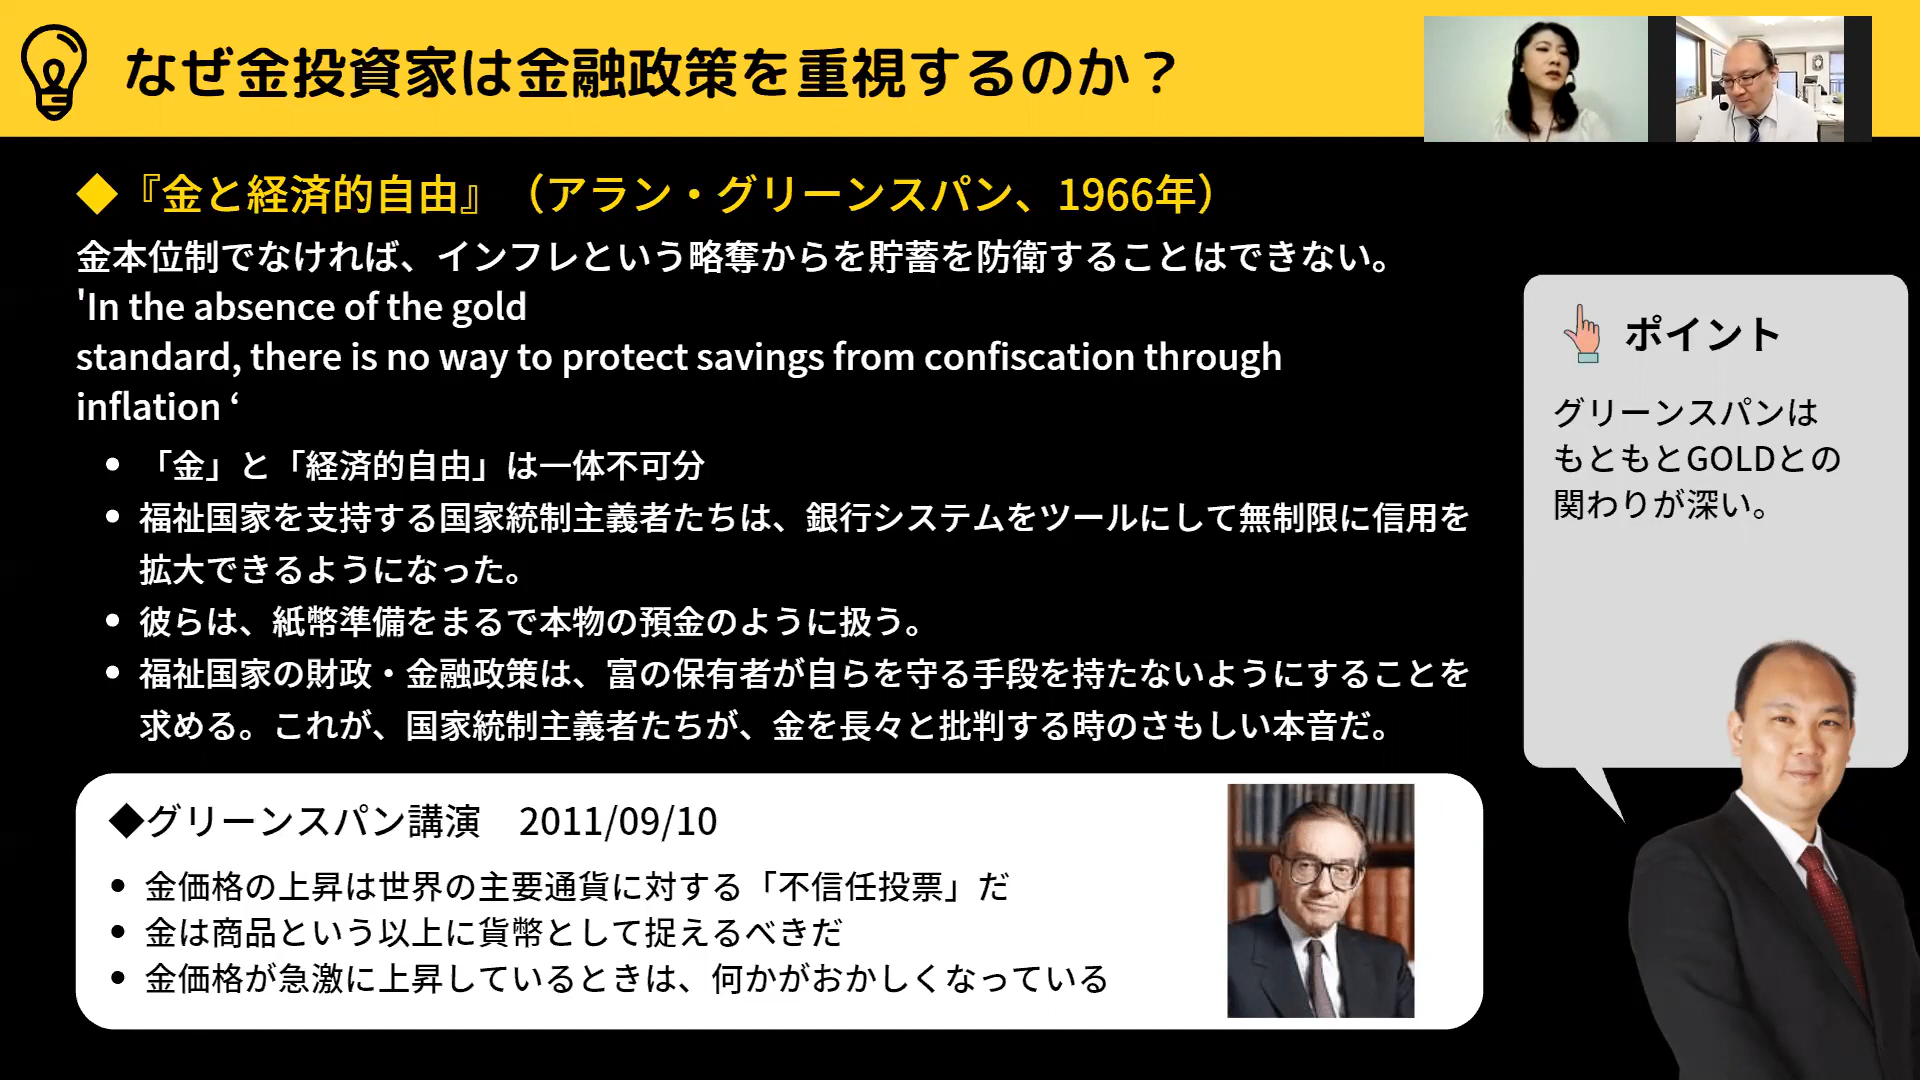 なぜ金投資家は金融政策を重視するのか？
◆『金と経済的自由』（アラン・グリーンスパン、1966年）
金本位制でなければ、インフレという略奪からを貯蓄を防衛することはできない。
'In the absence of the gold
standard, there is no way to protect savings from confiscation through
inflation ‘
• 「金」と「経済的自由」は一体不可分
• 福祉国家を支持する国家統制主義者たちは、銀行システムをツールにして無制限に信用を
拡大できるようになった。
• 彼らは、紙幣準備をまるで本物の預金のように扱う。
• 福祉国家の財政・金融政策は、富の保有者が自らを守る手段を持たないようにすることを
求める。これが、国家統制主義者たちが、金を長々と批判する時のさもしい本音だ。
◆グリーンスパン講演　2011/09/10
• 金価格の上昇は世界の主要通貨に対する「不信任投票」だ
• 金は商品という以上に貨幣として捉えるべきだ
• 金価格が急激に上昇しているときは、何かがおかしくなっている
ポイント
グリーンスパンは
もともとGOLDとの
関わりが深い。